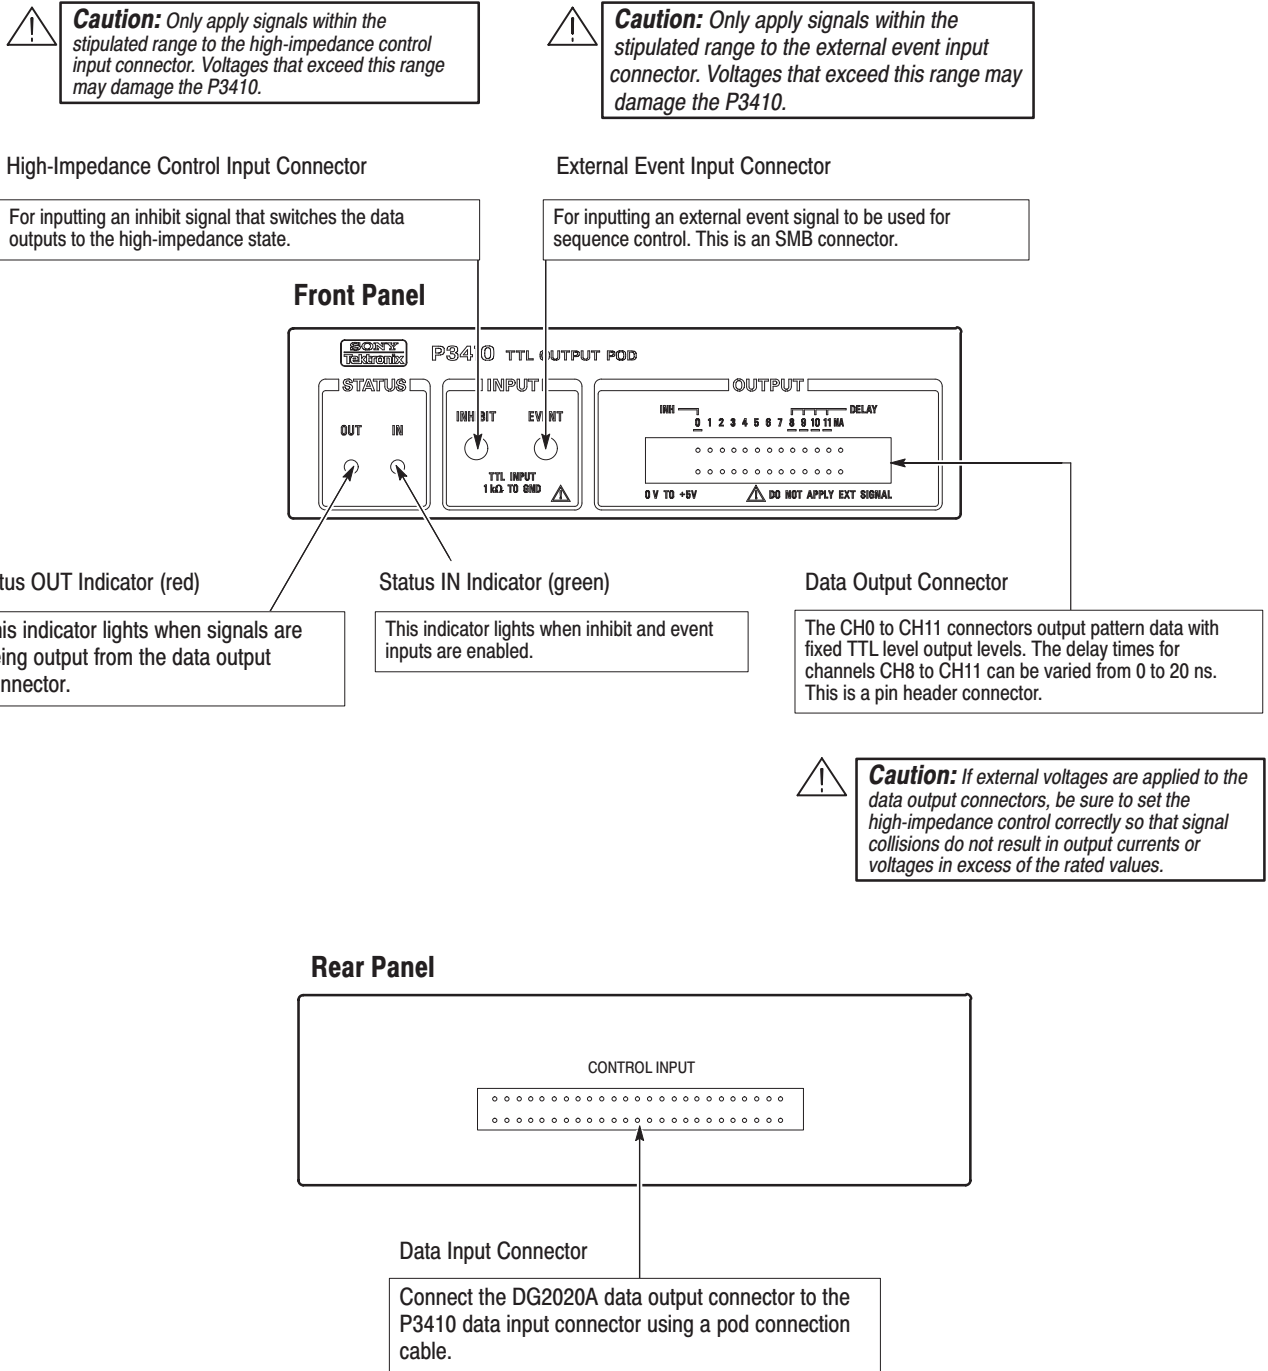 Caution: Only apply signals within the
stipulated range to the high-impedance control
input connector. Voltages that exceed this range
may damage the P3410.
Caution: Only apply signals within the
stipulated range to the external event input
connector. Voltages that exceed this range may
damage the P3410.
High-Impedance Control Input Connector
External Event Input Connector
For inputting an inhibit signal that switches the data
outputs to the high-impedance state.
For inputting an external event signal to be used for
sequence control. This is an SMB connector.
Front Panel
SONY
Tektronix
P3410 TTL OUTPUT POD
STATUS
INPUT
OUTPUT
OUT IN
INHIBIT EVENT
TTL INPUT
1kΩ TO GND
INH
DELAY
0 1 2 3 4 5 6 7 8 9 10 11 NA
0 V TO +5V
DO NOT APPLY EXT SIGNAL
tus OUT Indicator (red)
Status IN Indicator (green)
Data Output Connector
is indicator lights when signals are
ing output from the data output
nnector.
This indicator lights when inhibit and event
inputs are enabled.
The CH0 to CH11 connectors output pattern data with
fixed TTL level output levels. The delay times for
channels CH8 to CH11 can be varied from 0 to 20 ns.
This is a pin header connector.
Caution: If external voltages are applied to the
data output connectors, be sure to set the
high-impedance control correctly so that signal
collisions do not result in output currents or
voltages in excess of the rated values.
Rear Panel
CONTROL INPUT
Data Input Connector
Connect the DG2020A data output connector to the
P3410 data input connector using a pod connection
cable.